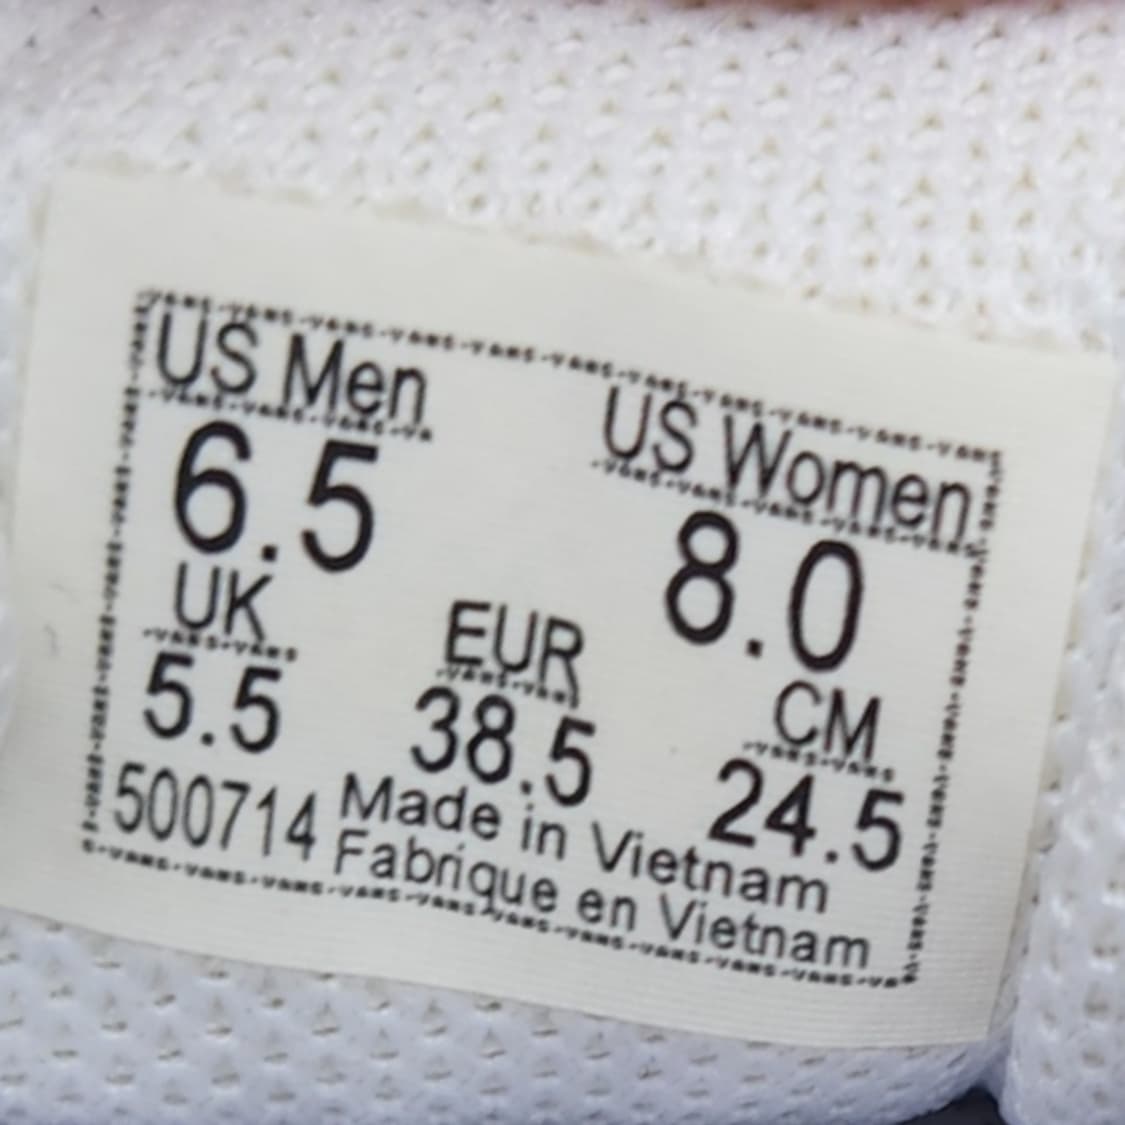 US Men
US Women
6.5
8.0
UK
EUR
CM
5.5
38.5
24.5
500714
Made in Vietnam
Fabrique en Vietnam